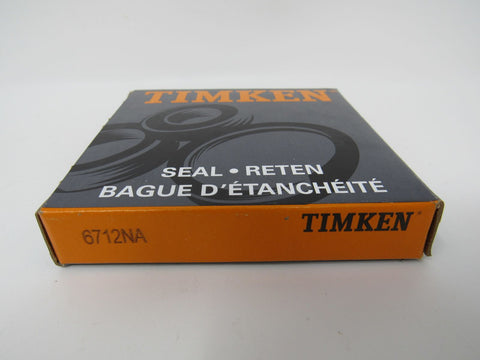 TIMKEN
SEAL • RETEN
BAGUE D'ÉTANCHÉITÉ
6712NA
TIMKEN